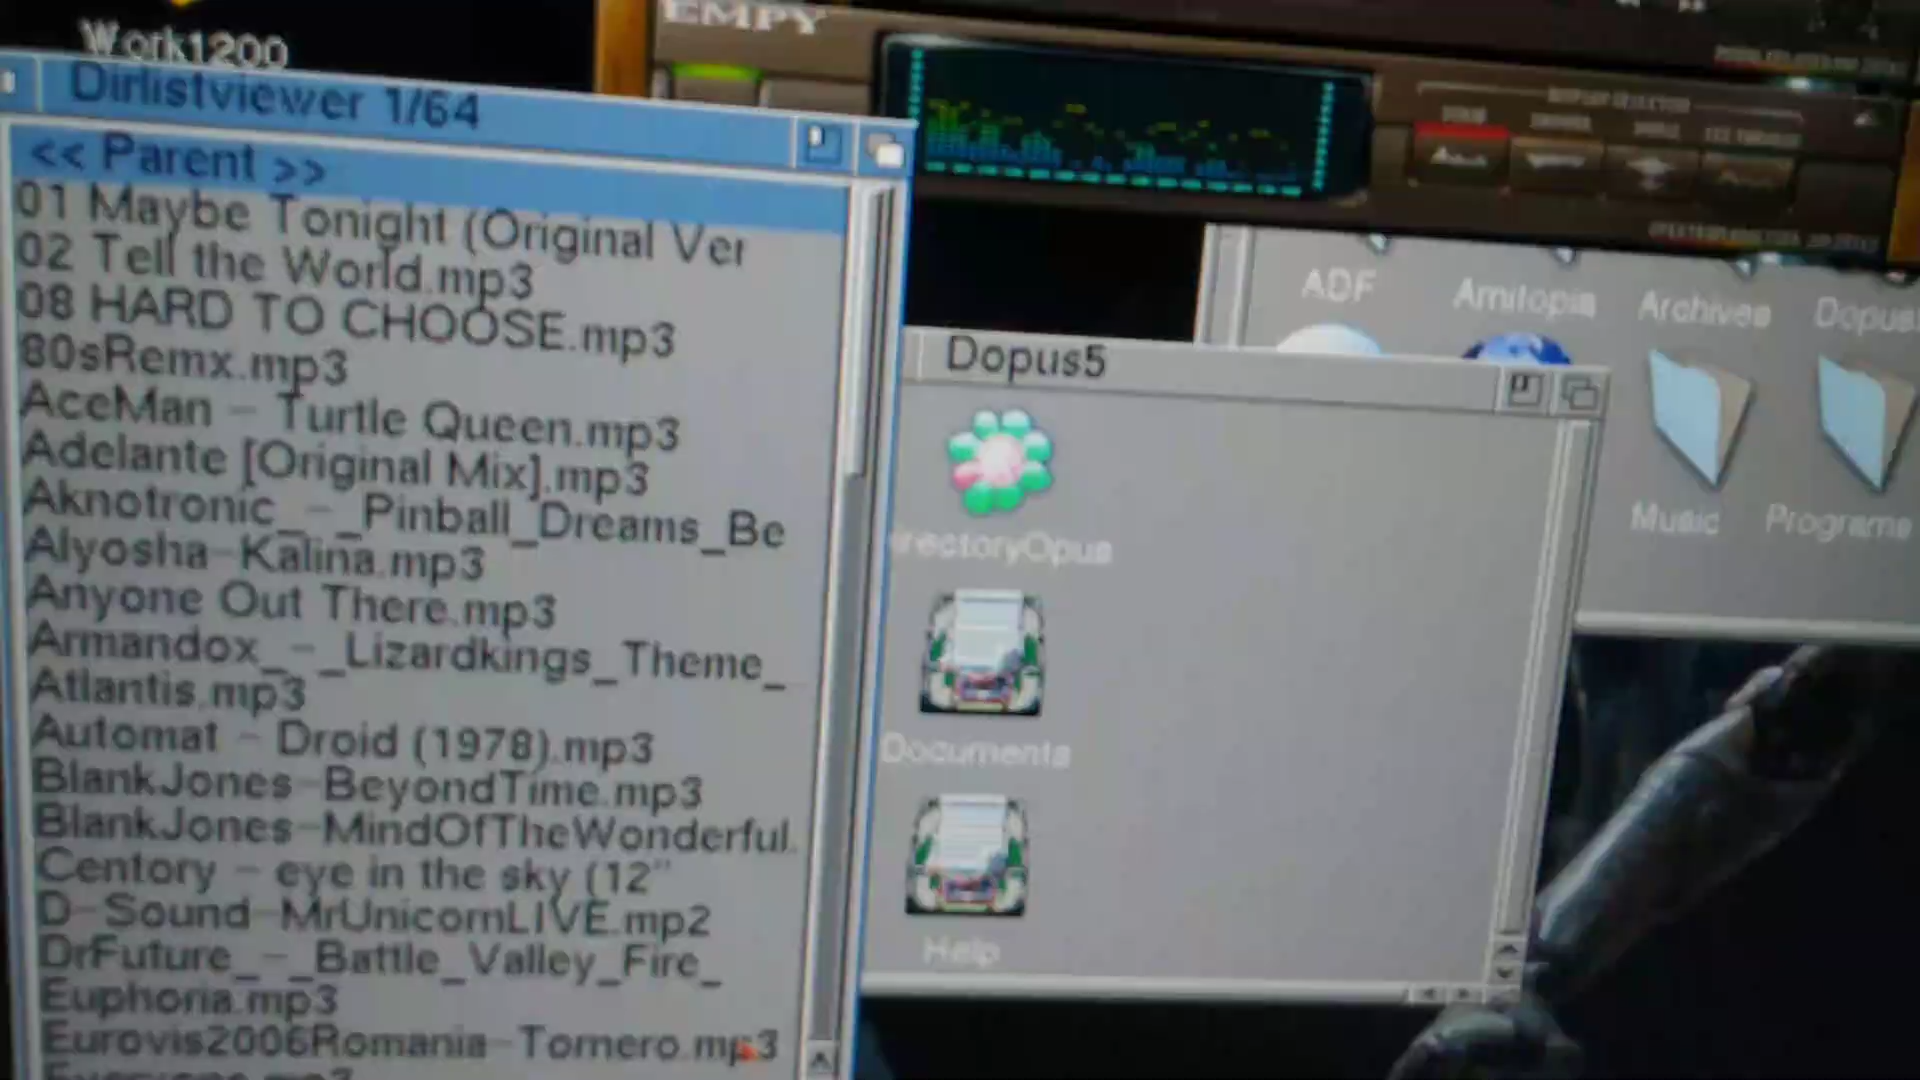 Work1200
EMPY
Dirlistviewer 1/64
<< Parent >>
01 Maybe Tonight (Original Ver
02 Tell the World.mp3
08 HARD TO CHOOSE.mp3
80sRemx.mp3
AceMan - Turtle Queen.mp3
Adelante [Original Mix].mp3
Aknotronic_-_Pinball_Dreams_Be
Alyosha-Kalina.mp3
Anyone Out There.mp3
Armandox_-_Lizardkings_Theme_
Atlantis.mp3
Automat - Droid (1978).mp3
BlankJones-BeyondTime.mp3
BlankJones-MindOfTheWonderful.
Centory - eye in the sky (12"
D-Sound-MrUnicornLIVE.mp2
DrFuture_-_Battle_Valley_Fire_
Euphoria.mp3
Eurovis2006Romania-Tornero.mp3
ADF
Amitopia
Archives
Dopus
Music
Programs
Dopus5
irectoryOpus
Documents
Help